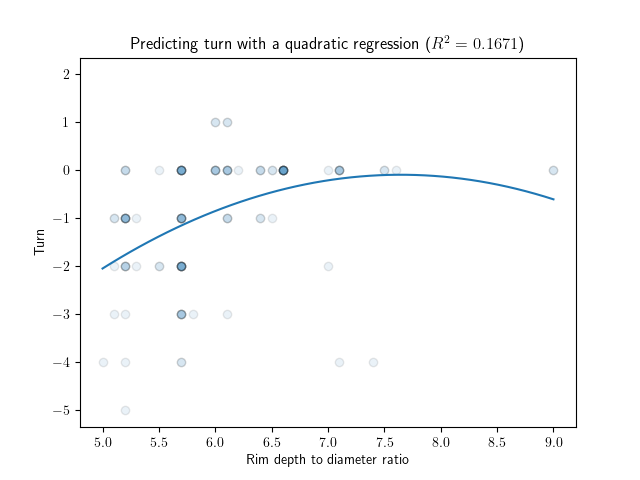 Predicting turn with a quadratic regression (R² = 0.1671)
2
1
0
−1
−2
−3
−4
−5
Turn
5.0 5.5 6.0 6.5 7.0 7.5 8.0 8.5 9.0
Rim depth to diameter ratio